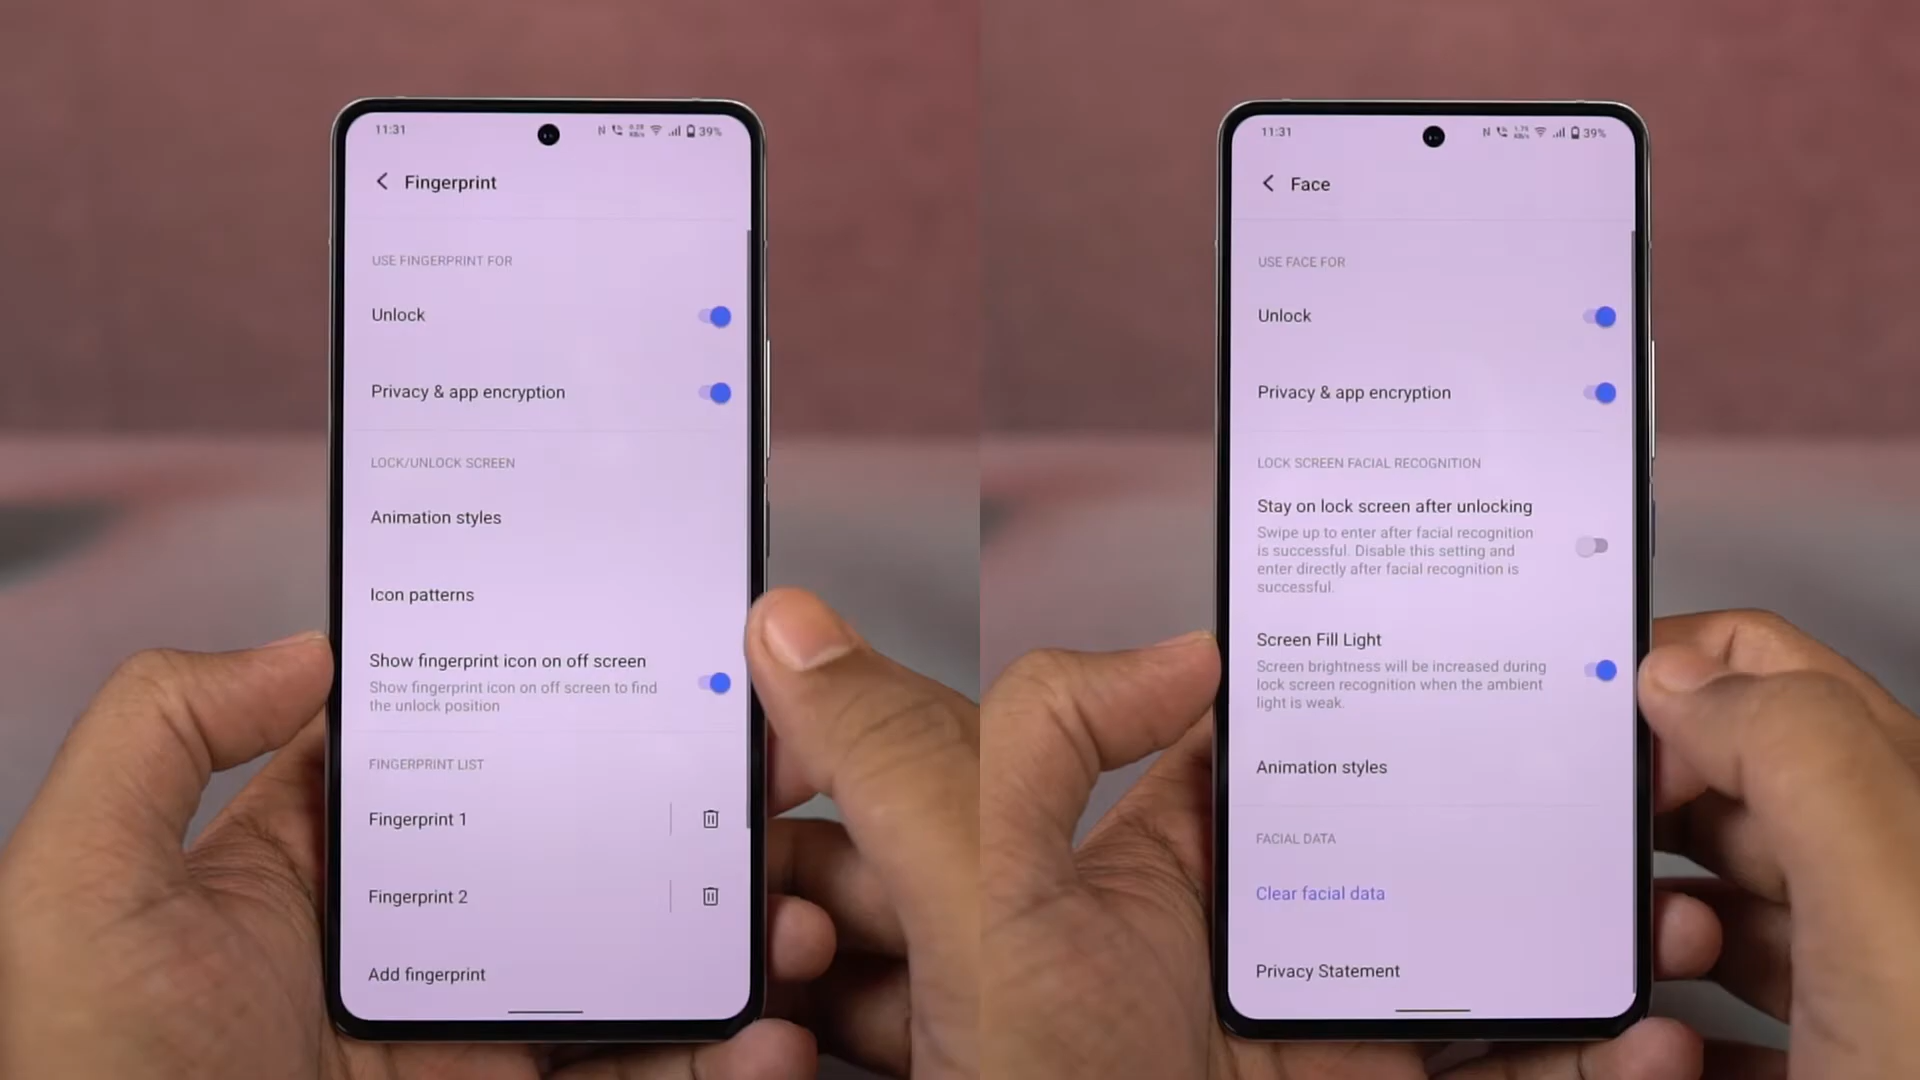 11:31
39%
Fingerprint
USE FINGERPRINT FOR
Unlock
Privacy & app encryption
LOCK/UNLOCK SCREEN
Animation styles
Icon patterns
Show fingerprint icon on off screen
Show fingerprint icon on off screen to find
the unlock position
FINGERPRINT LIST
Fingerprint 1
Fingerprint 2
Add fingerprint
11:31
39%
Face
USE FACE FOR
Unlock
Privacy & app encryption
LOCK SCREEN FACIAL RECOGNITION
Stay on lock screen after unlocking
Swipe up to enter after facial recognition
is successful. Disable this setting and
enter directly after facial recognition is
successful.
Screen Fill Light
Screen brightness will be increased during
lock screen recognition when the ambient
light is weak.
Animation styles
FACIAL DATA
Clear facial data
Privacy Statement